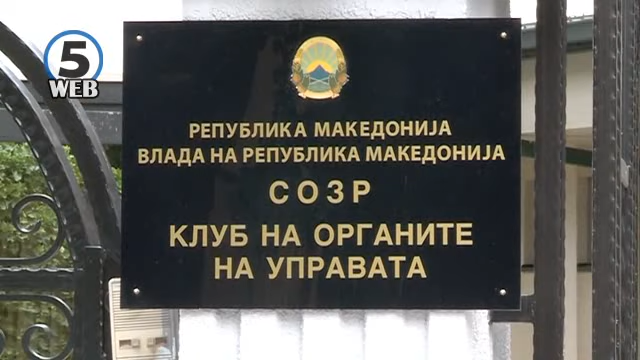 5
WEB
РЕПУБЛИКА МАКЕДОНИЈА
ВЛАДА НА РЕПУБЛИКА МАКЕДОНИЈА
СОЗР
КЛУБ НА ОРГАНИТЕ
НА УПРАВАТА